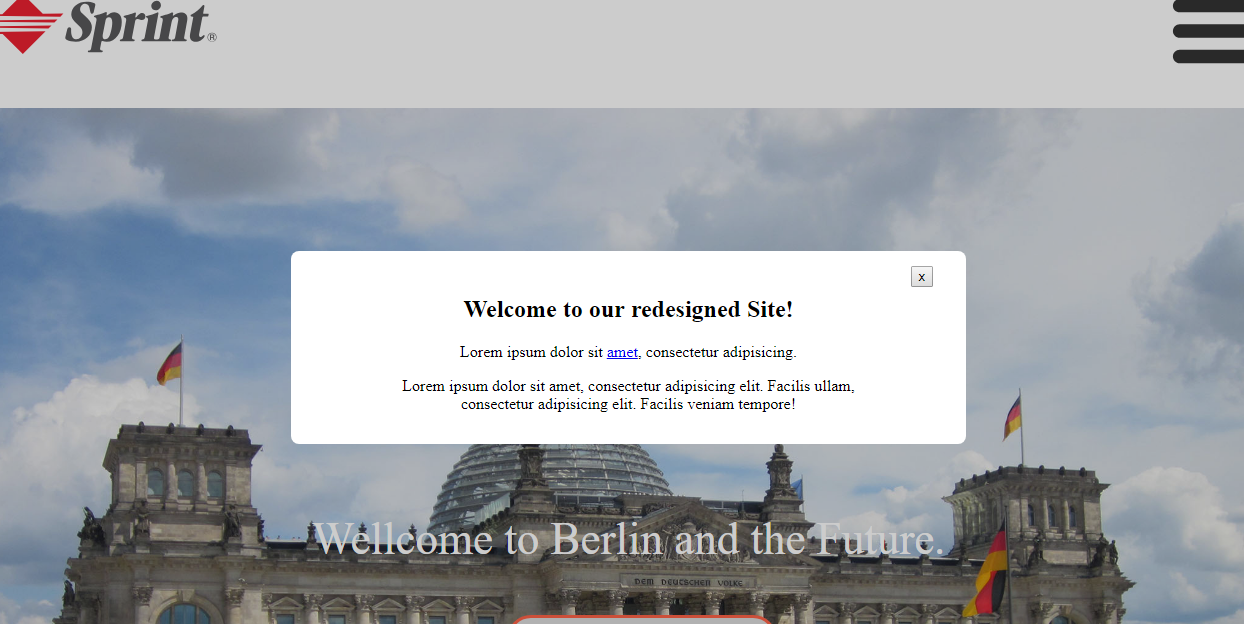 Sprint®
x
Welcome to our redesigned Site!
Lorem ipsum dolor sit amet, consectetur adipisicing.
Lorem ipsum dolor sit amet, consectetur adipisicing elit. Facilis ullam,
consectetur adipisicing elit. Facilis veniam tempore!
Wellcome to Berlin and the Future.
DEM DEUTSCHEN VOLKE